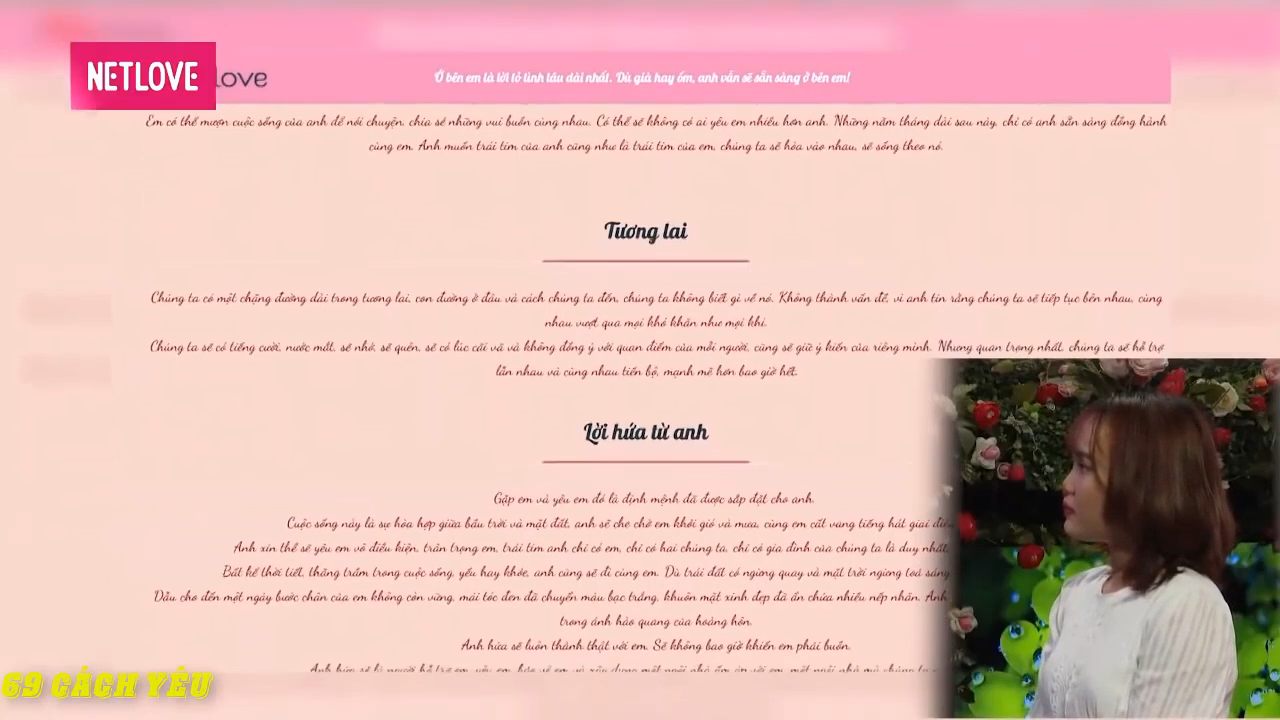 NETLOVE
love
Ở bên em là lời tỏ tình lâu dài nhất. Dù già hay ốm, anh vẫn sẽ sẵn sàng ở bên em!
Em có thể mượn cuộc sống của anh để nói chuyện, chia sẻ những vui buồn cùng nhau. Có thể sẽ không có ai yêu em nhiều hơn anh. Những năm tháng dài sau này, chỉ có anh sẵn sàng đồng hành
cùng em. Anh muốn trái tim của anh cũng như là trái tim của em, chúng ta sẽ hòa vào nhau, sẽ sống theo nó.
Tương lai
Chúng ta có một chặng đường dài trong tương lai, con đường ở đâu và cách chúng ta đến, chúng ta không biết gì về nó. Không thành vấn đề, vì anh tin rằng chúng ta sẽ tiếp tục bên nhau, cùng
nhau vượt qua mọi khó khăn như mọi khi.
Chúng ta sẽ có tiếng cười, nước mắt, sẽ nhớ, sẽ quên, sẽ có lúc cãi vã và không đồng ý với quan điểm của mỗi người, cũng sẽ giữ ý kiến của riêng mình. Nhưng quan trọng nhất, chúng ta sẽ hỗ trợ
lẫn nhau và cùng nhau tiến bộ, mạnh mẽ hơn bao giờ hết.
Lời hứa từ anh
Gặp em và yêu em đó là định mệnh đã được sắp đặt cho anh.
Cuộc sống này là sự hòa hợp giữa bầu trời và mặt đất, anh sẽ che chở em khỏi gió và mưa, cùng em cất vang tiếng hát giai
Anh xin thề sẽ yêu em vô điều kiện, trân trọng em, trái tim anh chỉ có em, chỉ có hai chúng ta, chỉ có gia đình của chúng ta là duy nhất
Bất kể thời tiết, thăng trầm trong cuộc sống, yếu hay khỏe, anh cũng sẽ đi cùng em. Dù trái đất có ngừng quay và mặt trời ngừng toả sáng
Dẫu cho đến một ngày bước chân của em không còn vững, mái tóc đen đã chuyển màu bạc trắng, khuôn mặt xinh đẹp đã ẩn chứa nhiều nếp nhăn. Anh
trong ánh hào quang của hoàng hôn.
Anh hứa sẽ luôn thành thật với em. Sẽ không bao giờ khiến em phải buồn.
69 CÁCH YÊU